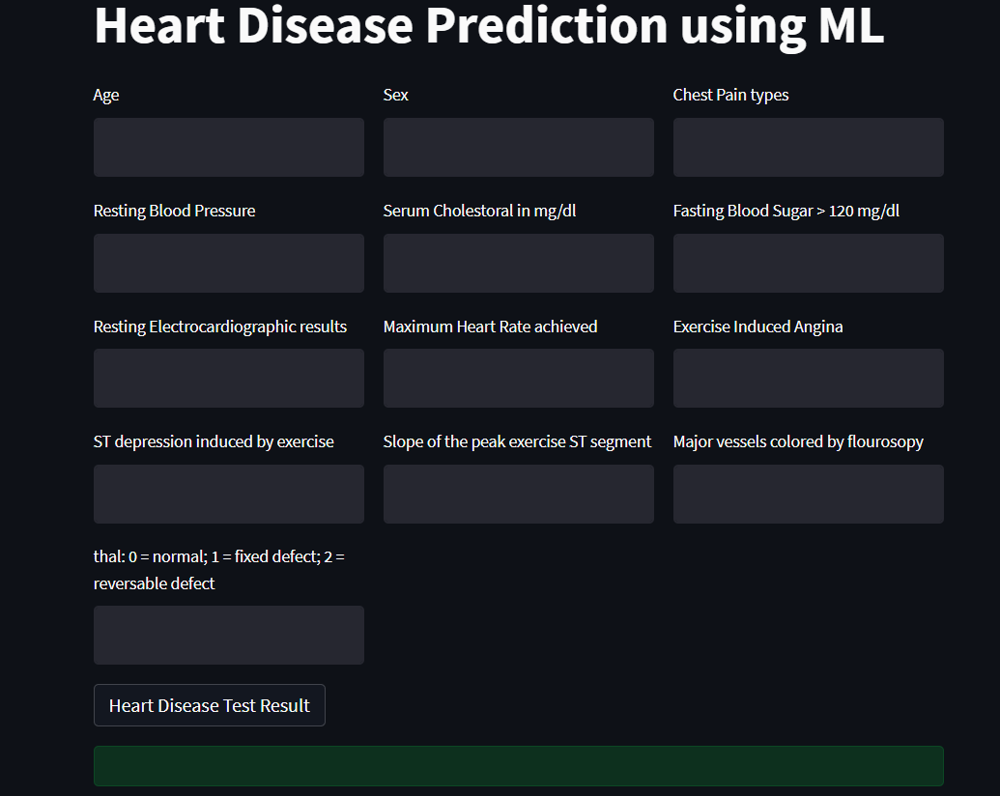 Heart Disease Prediction using ML
Age
Sex
Chest Pain types
Resting Blood Pressure
Serum Cholestoral in mg/dl
Fasting Blood Sugar > 120 mg/dl
Resting Electrocardiographic results
Maximum Heart Rate achieved
Exercise Induced Angina
ST depression induced by exercise
Slope of the peak exercise ST segment
Major vessels colored by flourosopy
thal: 0 = normal; 1 = fixed defect; 2 =
reversable defect
Heart Disease Test Result